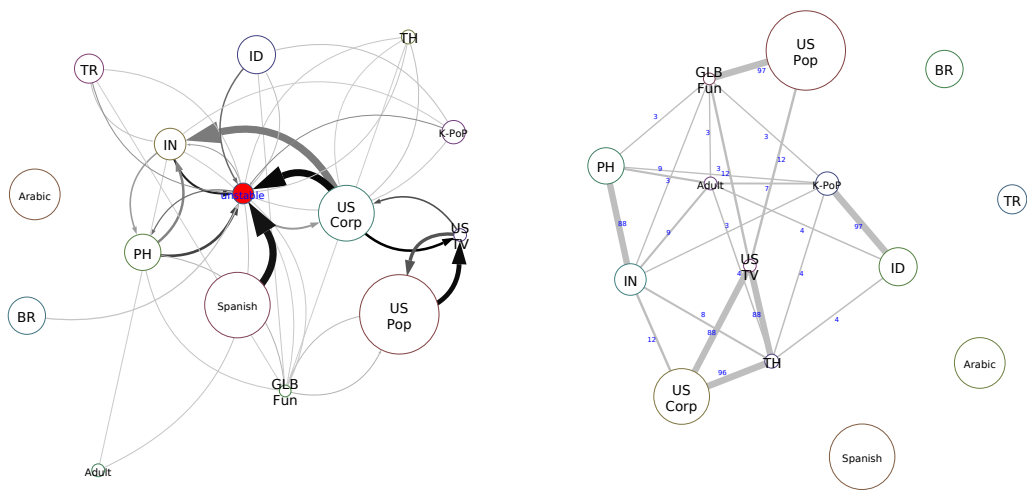 TR
ID
TH
K-PoP
IN
Arabic
unstable
US
Corp
US
TV
PH
BR
Spanish
US
Pop
GLB
Fun
Adult
US
Pop
GLB
Fun
97
BR
3
3
3
PH
9
3
12
12
3
Adult
7
K-PoP
TR
88
9
3
4
97
US
TV
4
4
ID
IN
8
88
88
4
12
96
TH
US
Corp
Arabic
Spanish